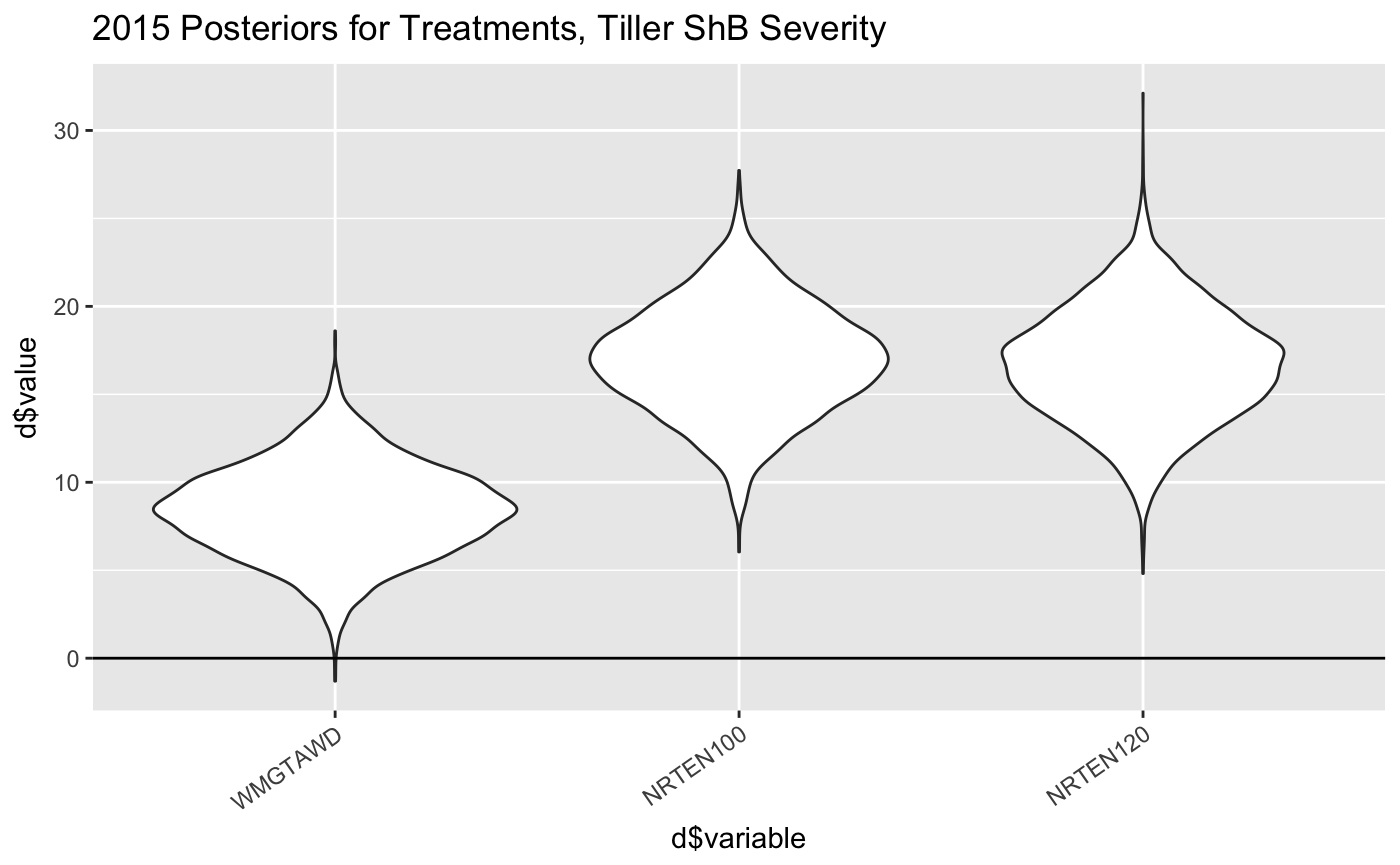 2015 Posteriors for Treatments, Tiller ShB Severity
d$value
30
20
10
0
WMGTAWD
NRTEN100
NRTEN120
d$variable